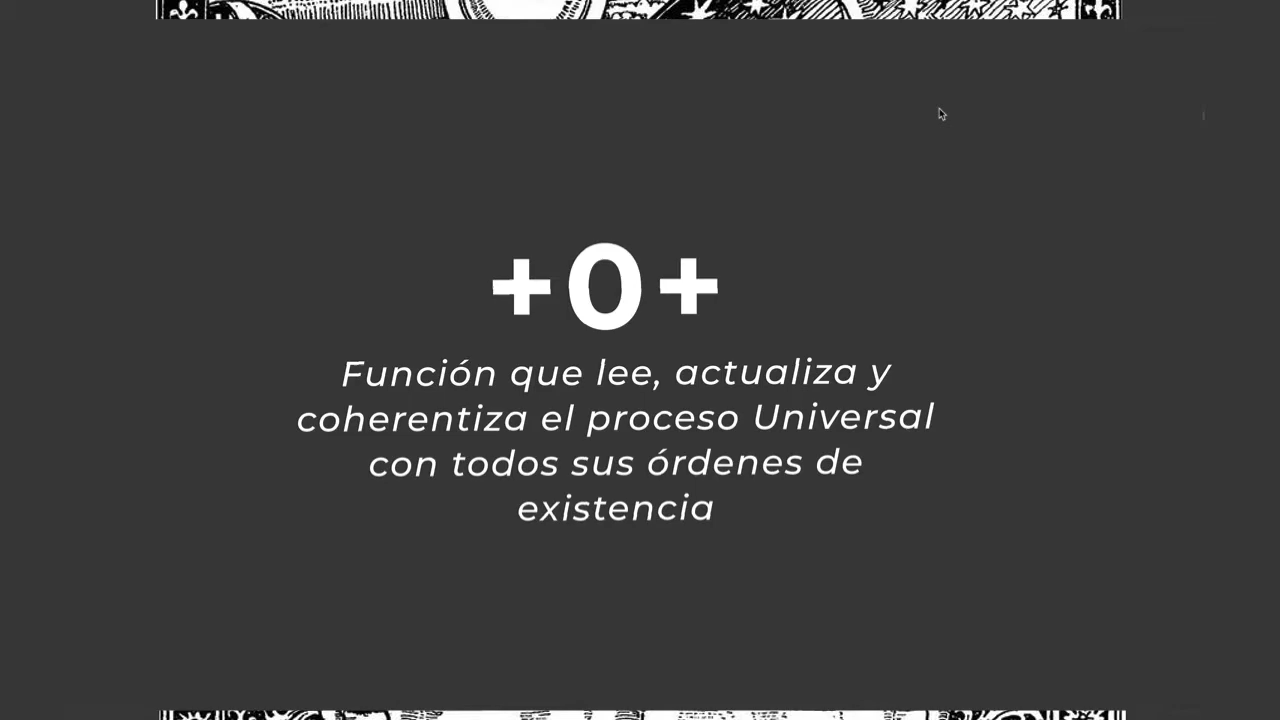 +0+
Función que lee, actualiza y
coherentiza el proceso Universal
con todos sus órdenes de
existencia